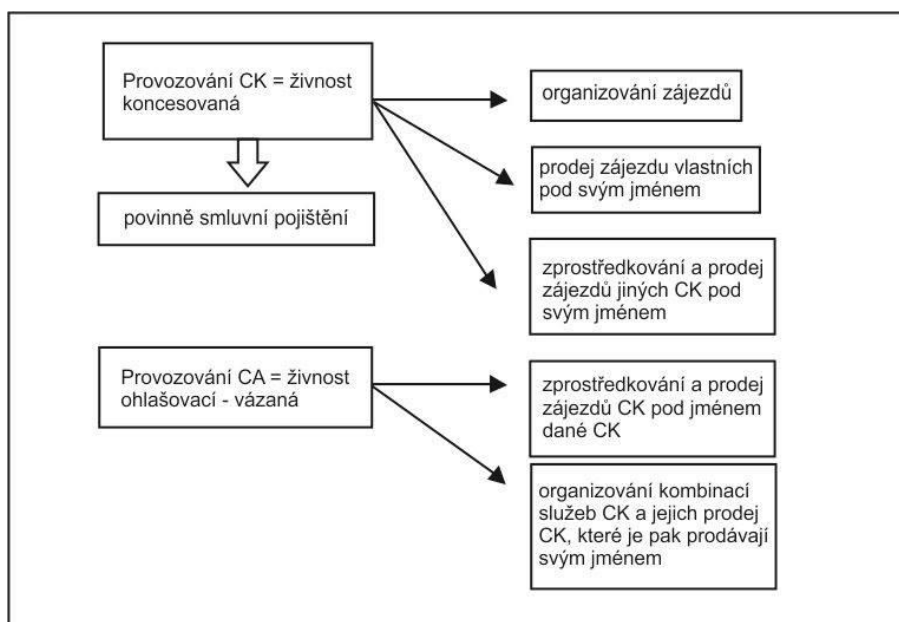 Provozování CK = živnost
koncesovaná
povinně smluvní pojištění
organizování zájezdů
prodej zájezdu vlastních
pod svým jménem
zprostředkování a prodej
zájezdů jiných CK pod
svým jménem
Provozování CA = živnost
ohlašovací - vázaná
zprostředkování a prodej
zájezdů CK pod jménem
dané CK
organizování kombinací
služeb CK a jejich prodej
CK, které je pak prodávají
svým jménem